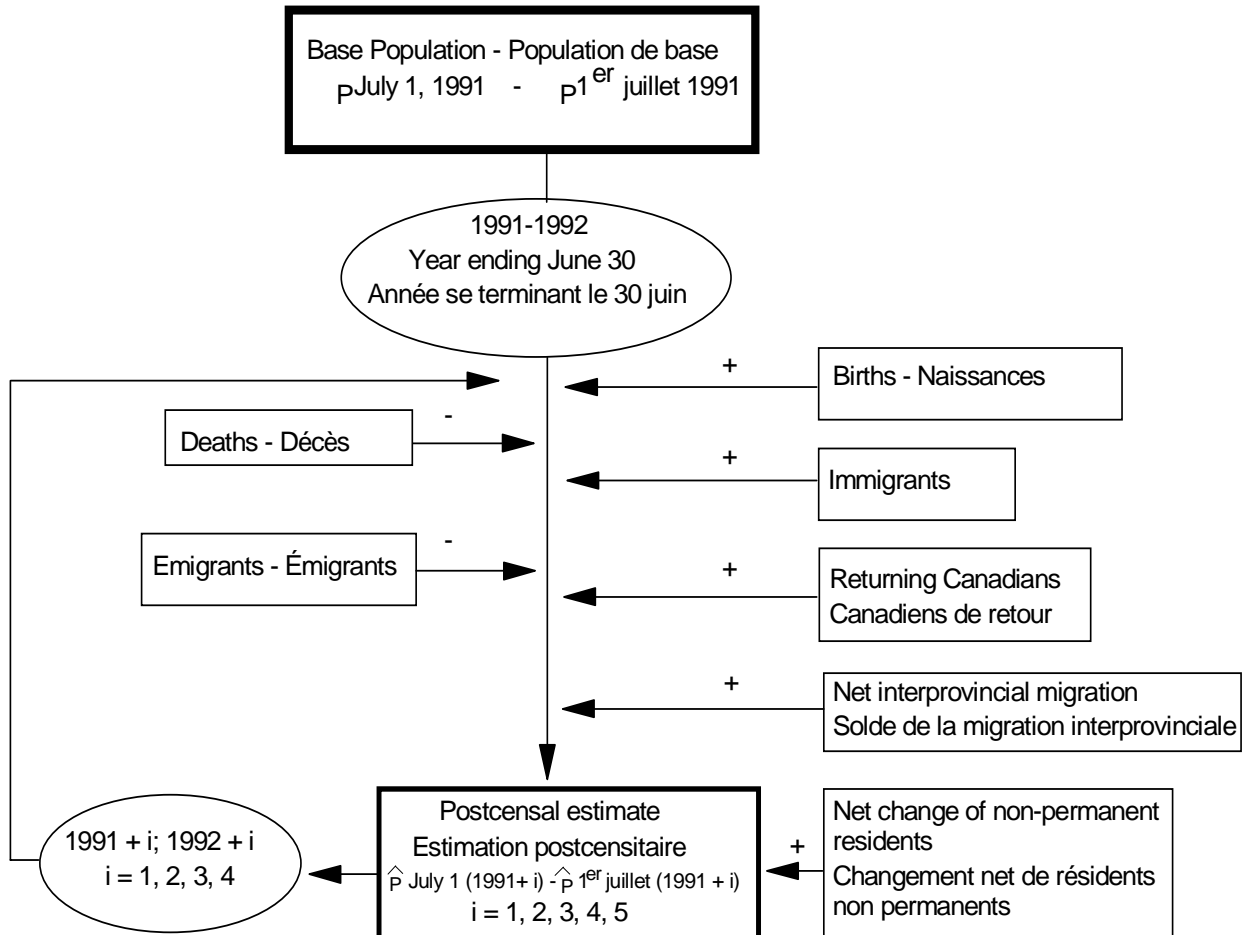 Base Population - Population de base
P July 1, 1991 - P 1er juillet 1991
1991-1992
Year ending June 30
Année se terminant le 30 juin
+
Births - Naissances
-
Deaths - Décès
+
Immigrants
-
Emigrants - Émigrants
+
Returning Canadians
Canadiens de retour
+
Net interprovincial migration
Solde de la migration interprovinciale
1991 + i; 1992 + i
i = 1, 2, 3, 4
Postcensal estimate
Estimation postcensitaire
P̂ July 1 (1991+ i) - P̂ 1er juillet (1991 + i)
i = 1, 2, 3, 4, 5
+
Net change of non-permanent
residents
Changement net de résidents
non permanents